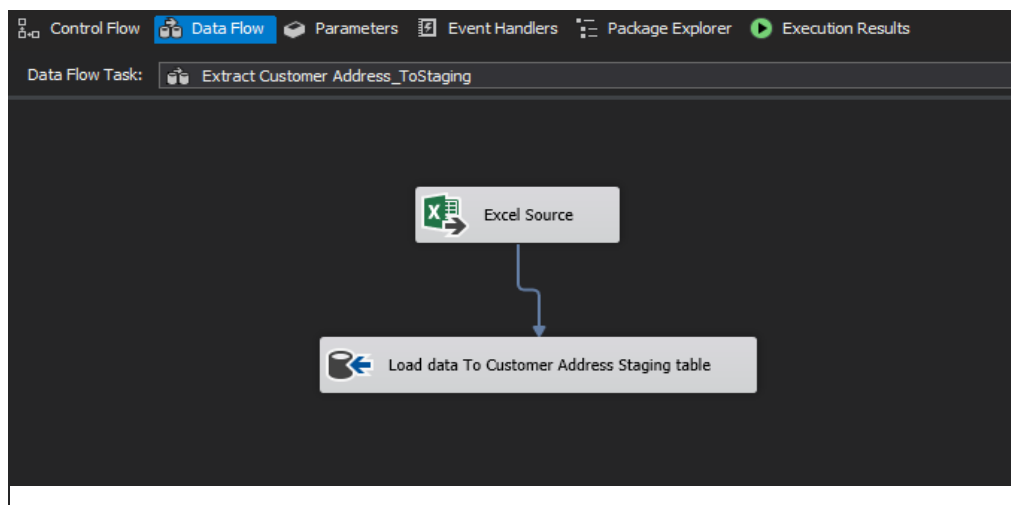 Control Flow Data Flow Parameters Event Handlers Package Explorer Execution Results
Data Flow Task: Extract Customer Address_ToStaging
Excel Source
Load data To Customer Address Staging table